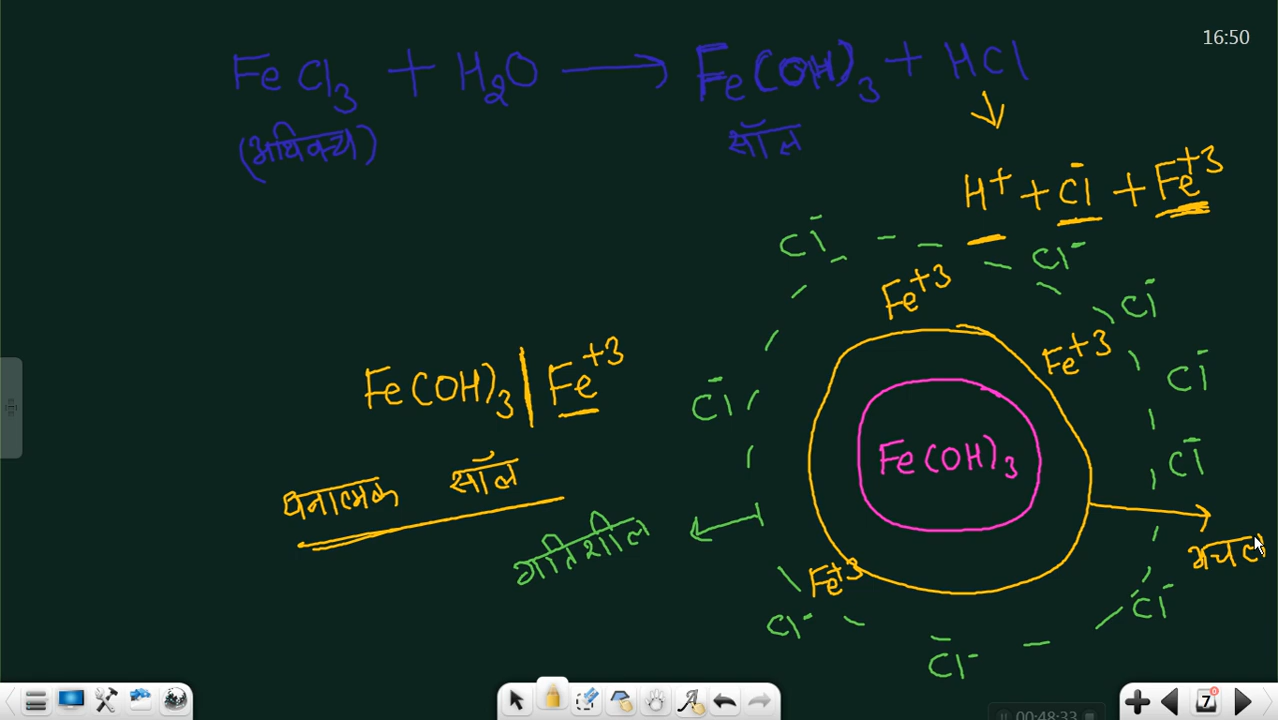 16:50
FeCl₃ + H₂O ⟶ Fe(OH)₃ + HCl
(आधिक्य) सॉल
H⁺ + Cl⁻ + Fe⁺³
Cl⁻ Cl⁻
Fe⁺³ Cl⁻
Fe⁺³
Fe(OH)₃ | Fe⁺³ Cl⁻ Cl⁻
Fe(OH)₃ Cl⁻
धनात्मक सॉल
गतिशील
Fe⁺³ Cl⁻
Cl⁻
Cl⁻
7
00:48:33